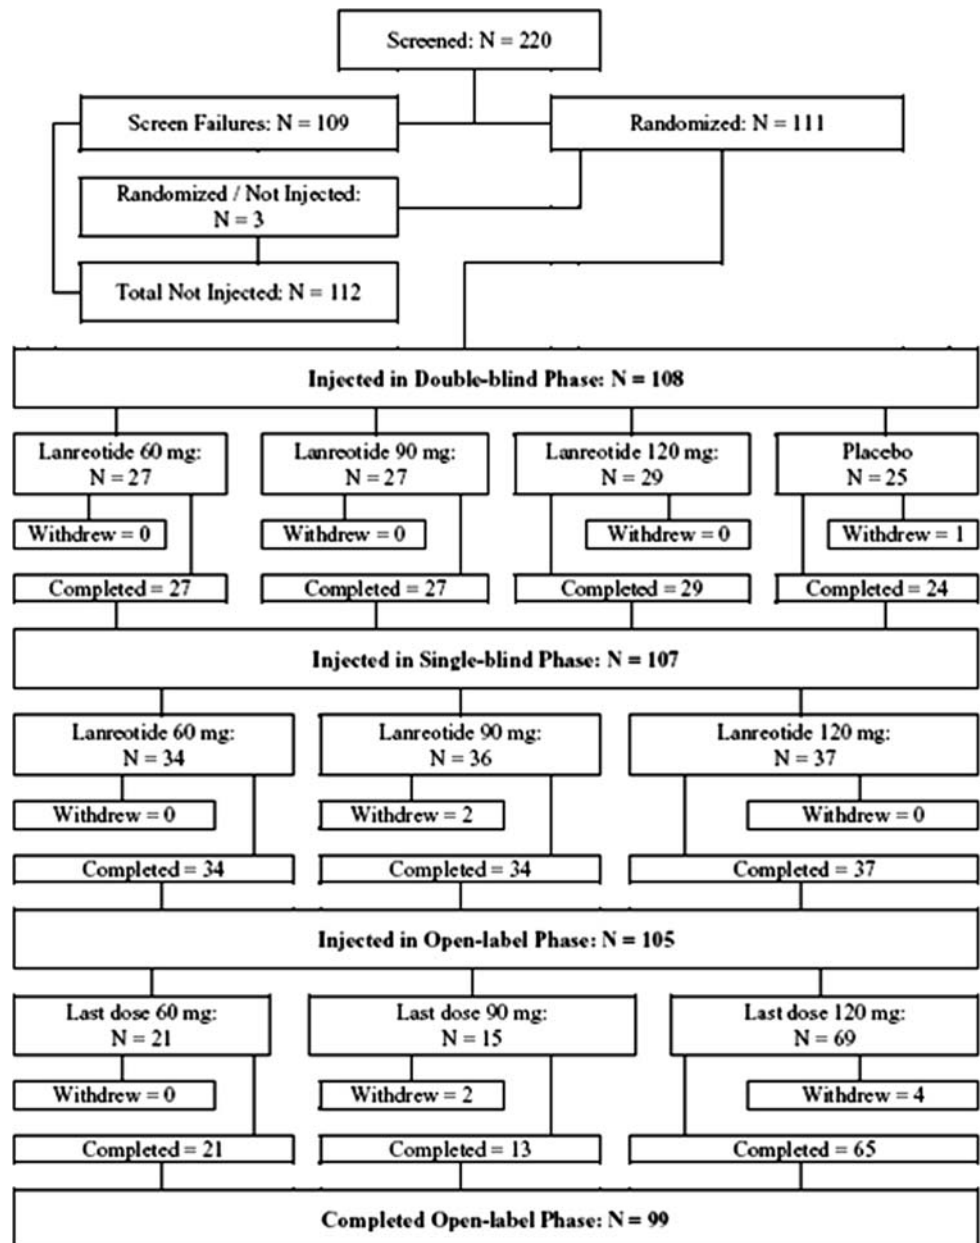 Screened: N = 220
Screen Failures: N = 109
Randomized: N = 111
Randomized / Not Injected:
N = 3
Total Not Injected: N = 112
Injected in Double-blind Phase: N = 108
Lanreotide 60 mg:
N = 27
Lanreotide 90 mg:
N = 27
Lanreotide 120 mg:
N = 29
Placebo
N = 25
Withdrew = 0
Withdrew = 0
Withdrew = 0
Withdrew = 1
Completed = 27
Completed = 27
Completed = 29
Completed = 24
Injected in Single-blind Phase: N = 107
Lanreotide 60 mg:
N = 34
Lanreotide 90 mg:
N = 36
Lanreotide 120 mg:
N = 37
Withdrew = 0
Withdrew = 2
Withdrew = 0
Completed = 34
Completed = 34
Completed = 37
Injected in Open-label Phase: N = 105
Last dose 60 mg:
N = 21
Last dose 90 mg:
N = 15
Last dose 120 mg:
N = 69
Withdrew = 0
Withdrew = 2
Withdrew = 4
Completed = 21
Completed = 13
Completed = 65
Completed Open-label Phase: N = 99